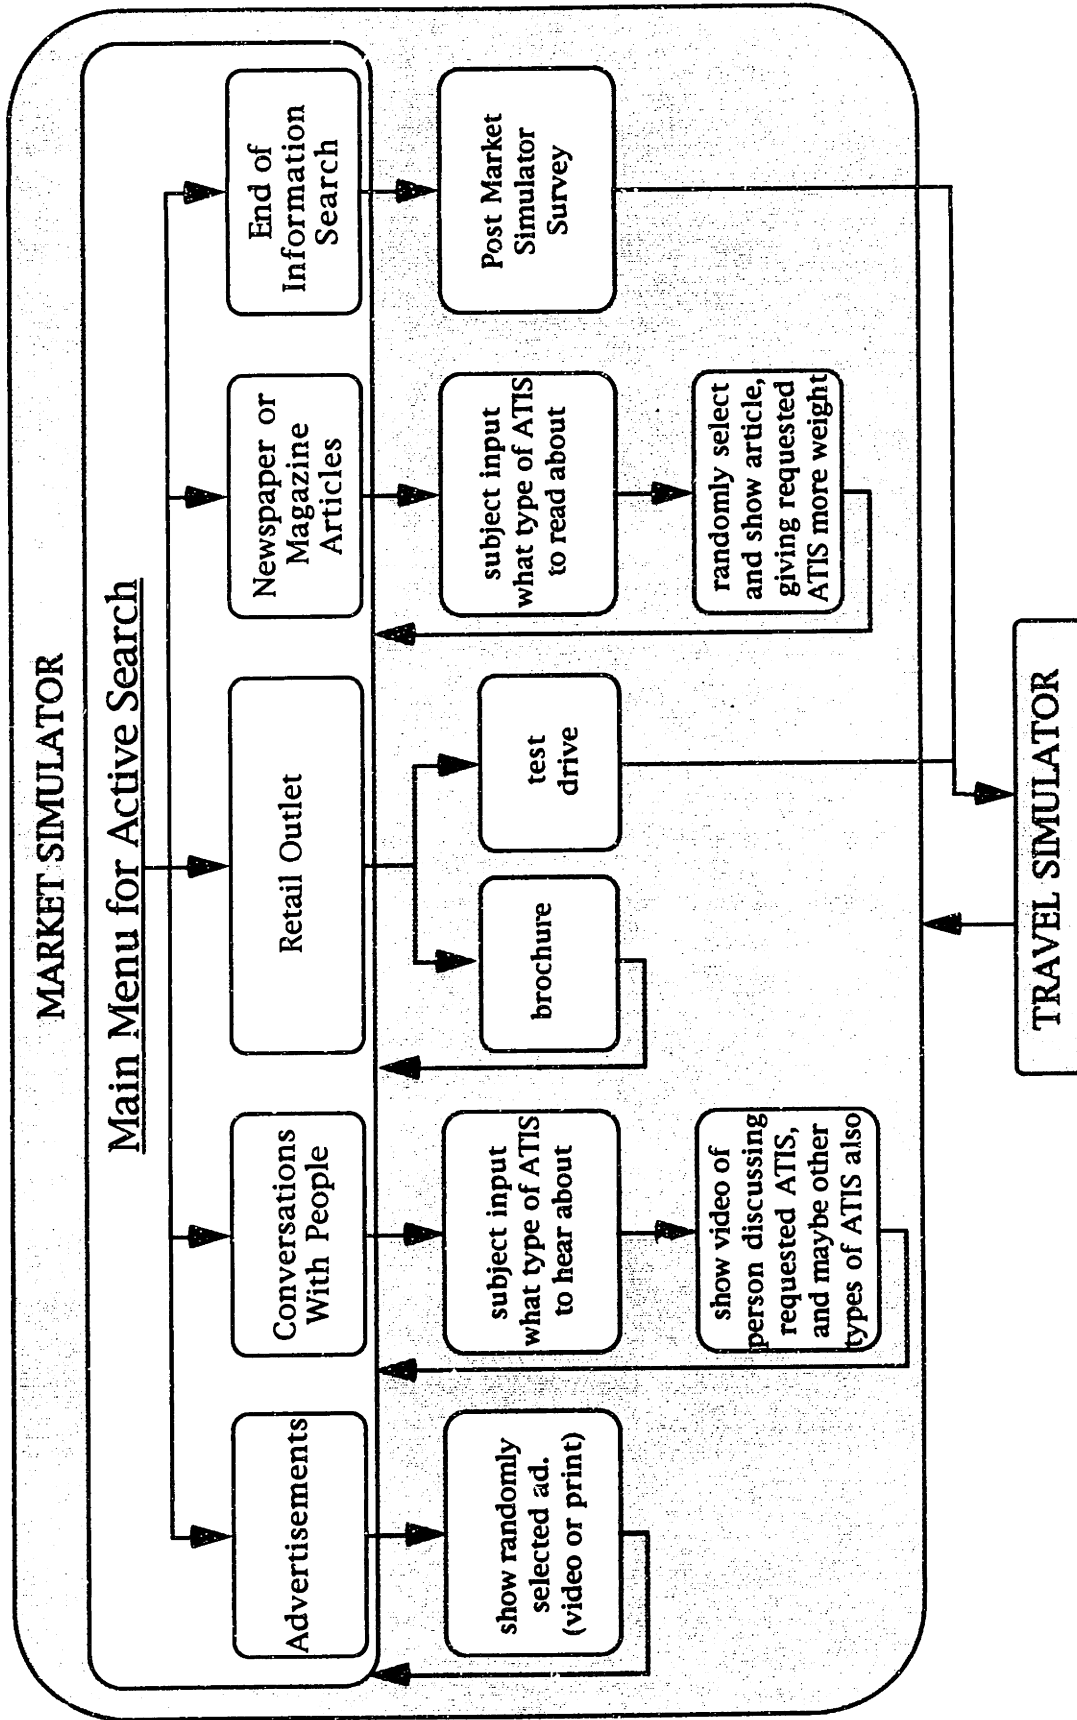 MARKET SIMULATOR
Main Menu for Active Search
Advertisements
Conversations
With People
Retail Outlet
Newspaper or
Magazine
Articles
End of
Information
Search
show randomly
selected ad.
(video or print)
subject input
what type of ATIS
to hear about
brochure
test
drive
subject input
what type of ATIS
to read about
Post Market
Simulator
Survey
show video of
person discussing
requested ATIS,
and maybe other
types of ATIS also
randomly select
and show article,
giving requested
ATIS more weight
TRAVEL SIMULATOR